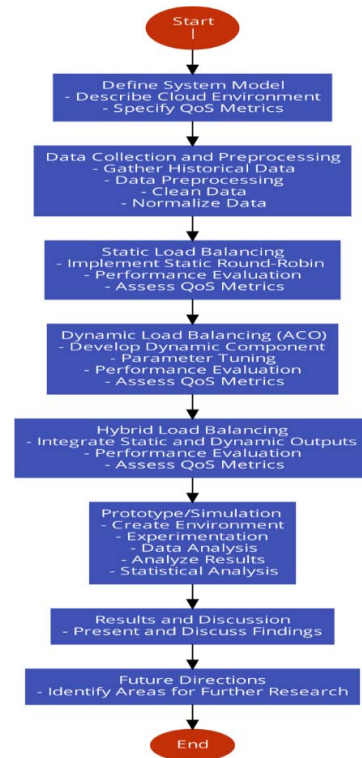 Start
|
Define System Model
- Describe Cloud Environment
- Specify QoS Metrics
Data Collection and Preprocessing
- Gather Historical Data
- Data Preprocessing
- Clean Data
- Normalize Data
Static Load Balancing
- Implement Static Round-Robin
- Performance Evaluation
- Assess QoS Metrics
Dynamic Load Balancing (ACO)
- Develop Dynamic Component
- Parameter Tuning
- Performance Evaluation
- Assess QoS Metrics
Hybrid Load Balancing
- Integrate Static and Dynamic Outputs
- Performance Evaluation
- Assess QoS Metrics
Prototype/Simulation
- Create Environment
- Experimentation
- Data Analysis
- Analyze Results
- Statistical Analysis
Results and Discussion
- Present and Discuss Findings
Future Directions
- Identify Areas for Further Research
End